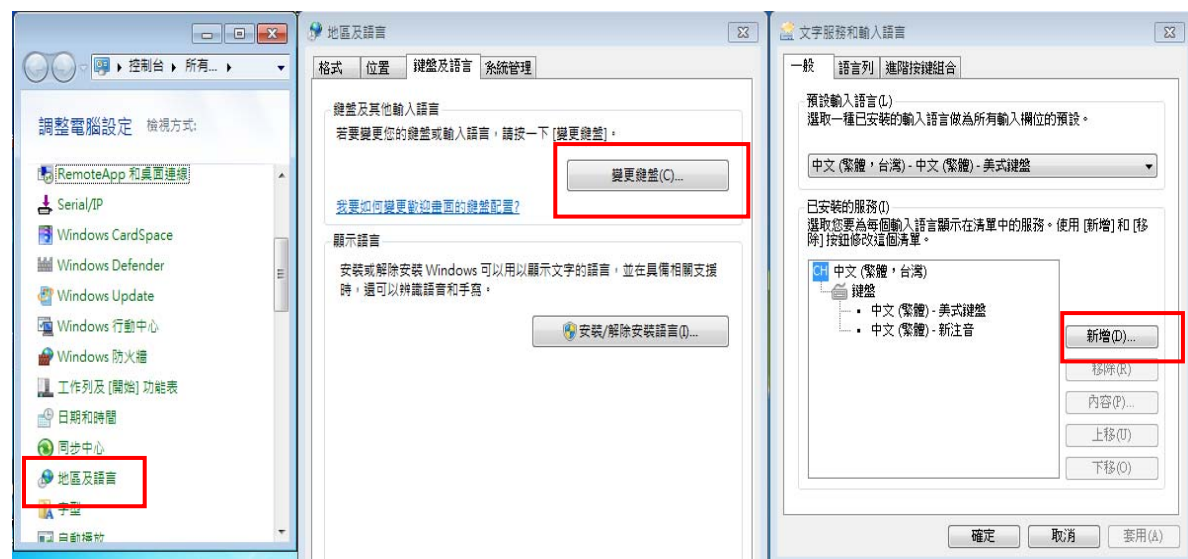 控制台 ▸ 所有... ▸
調整電腦設定 檢視方式:
RemoteApp 和桌面連線
Serial/IP
Windows CardSpace
Windows Defender
Windows Update
Windows 行動中心
Windows 防火牆
工作列及 [開始] 功能表
日期和時間
同步中心
地區及語言
字型
自動播放
地區及語言
格式 位置 鍵盤及語言 系統管理
鍵盤及其他輸入語言
若要變更您的鍵盤或輸入語言，請按一下 [變更鍵盤]。
變更鍵盤(C)...
我要如何變更歡迎畫面的鍵盤配置?
顯示語言
安裝或解除安裝 Windows 可以用以顯示文字的語言，並在具備相關支援
時，還可以辨識語音和手寫。
安裝/解除安裝語言(I)...
文字服務和輸入語言
一般 語言列 進階按鍵組合
預設輸入語言(L)
選取一種已安裝的輸入語言做為所有輸入欄位的預設。
中文 (繁體，台灣) - 中文 (繁體) - 美式鍵盤
已安裝的服務(I)
選取您要為每個輸入語言顯示在清單中的服務。使用 [新增] 和 [移
除] 按鈕修改這個清單。
CH 中文 (繁體，台灣)
鍵盤
中文 (繁體) - 美式鍵盤
中文 (繁體) - 新注音
新增(D)...
移除(R)
內容(P)...
上移(U)
下移(O)
確定 取消 套用(A)